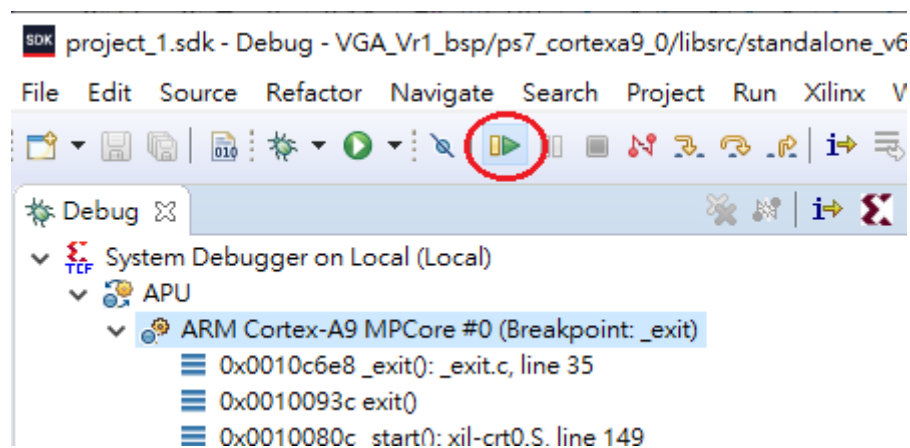 SDK project_1.sdk - Debug - VGA_Vr1_bsp/ps7_cortexa9_0/libsrc/standalone_v6
File Edit Source Refactor Navigate Search Project Run Xilinx
010
Debug
TCF System Debugger on Local (Local)
APU
ARM Cortex-A9 MPCore #0 (Breakpoint: _exit)
0x0010c6e8 _exit(): _exit.c, line 35
0x0010093c exit()
0x0010080c _start(): xil-crt0.S, line 149